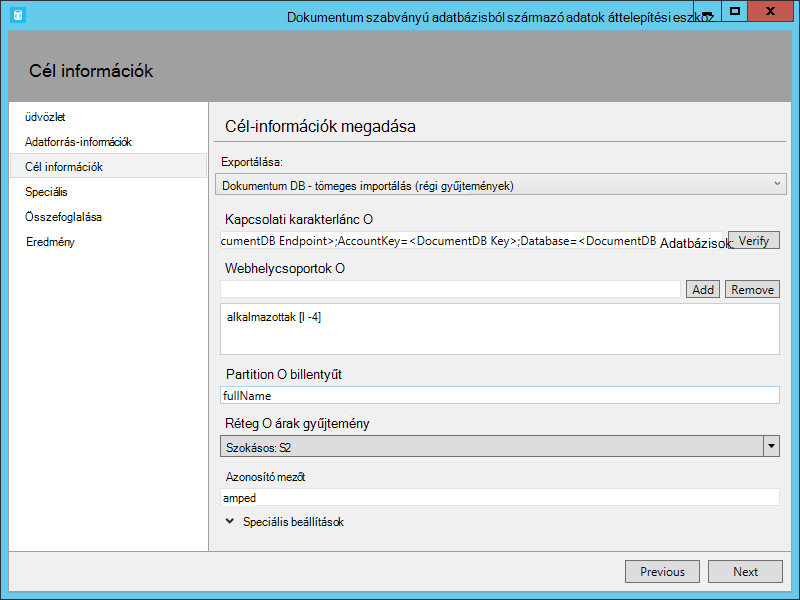 Dokumentum szabványú adatbázisból származó adatok áttelepítési eszköz
Cél információk
üdvözlet
Adatforrás-információk
Cél információk
Speciális
Összefoglalása
Eredmény
Cél-információk megadása
Exportálása:
Dokumentum DB - tömeges importálás (régi gyűjtemények)
Kapcsolati karakterlánc O
cumentDB Endpoint>;AccountKey=<DocumentDB Key>;Database=<DocumentDB Adatbázisok; Verify
Webhelycsoportok O
Add Remove
alkalmazottak [I -4]
Partition O billentyűt
fullName
Réteg O árak gyűjtemény
Szokásos: S2
Azonosító mezőt
amped
Speciális beállítások
Previous Next